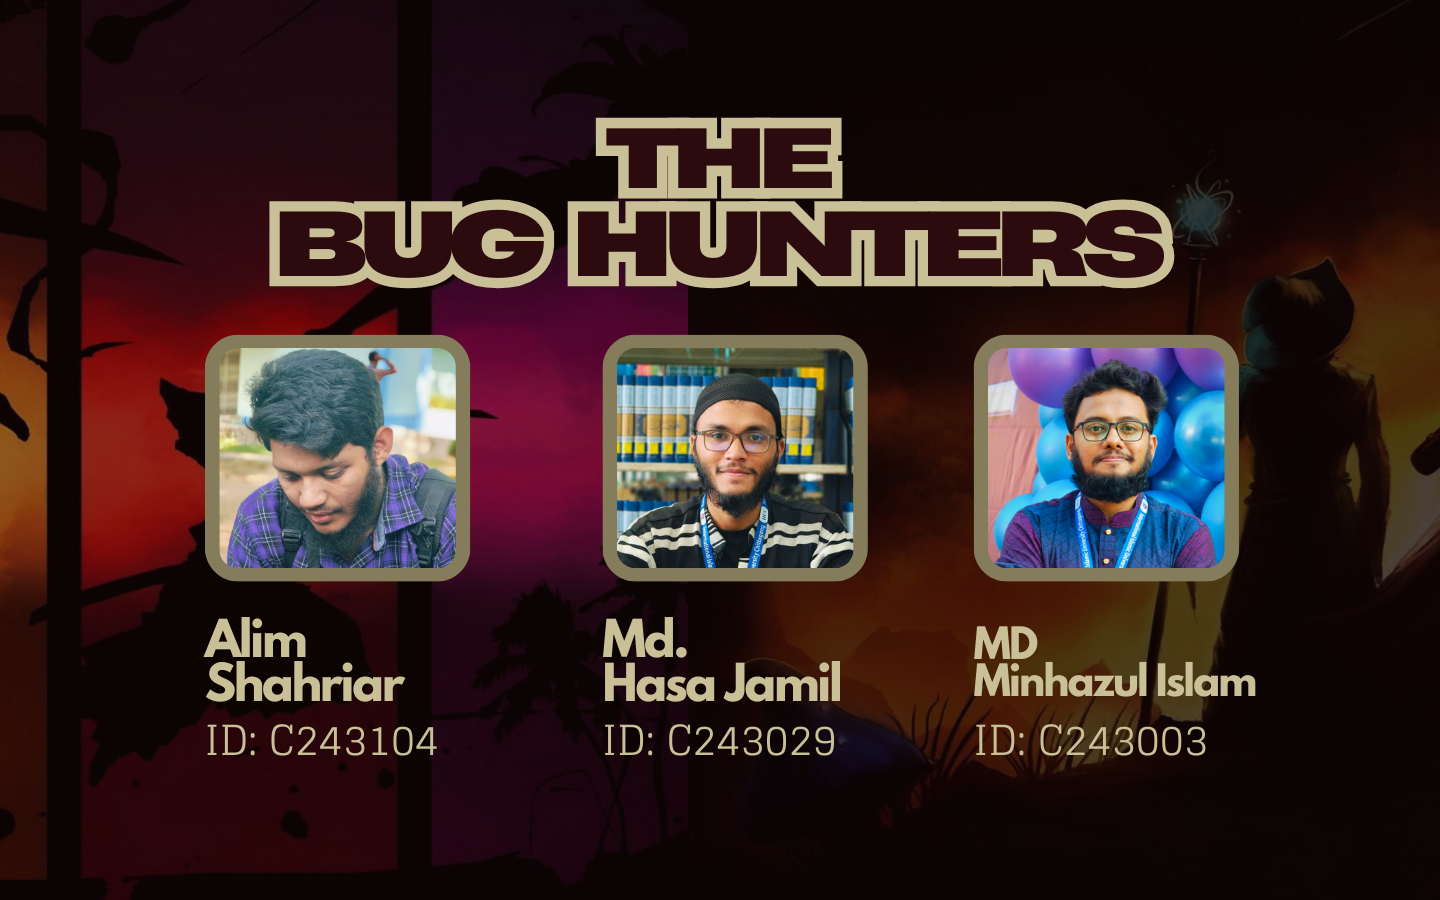 THE
BUG HUNTERS
Alim
Shahriar
ID: C243104
Md.
Hasa Jamil
ID: C243029
MD
Minhazul Islam
ID: C243003